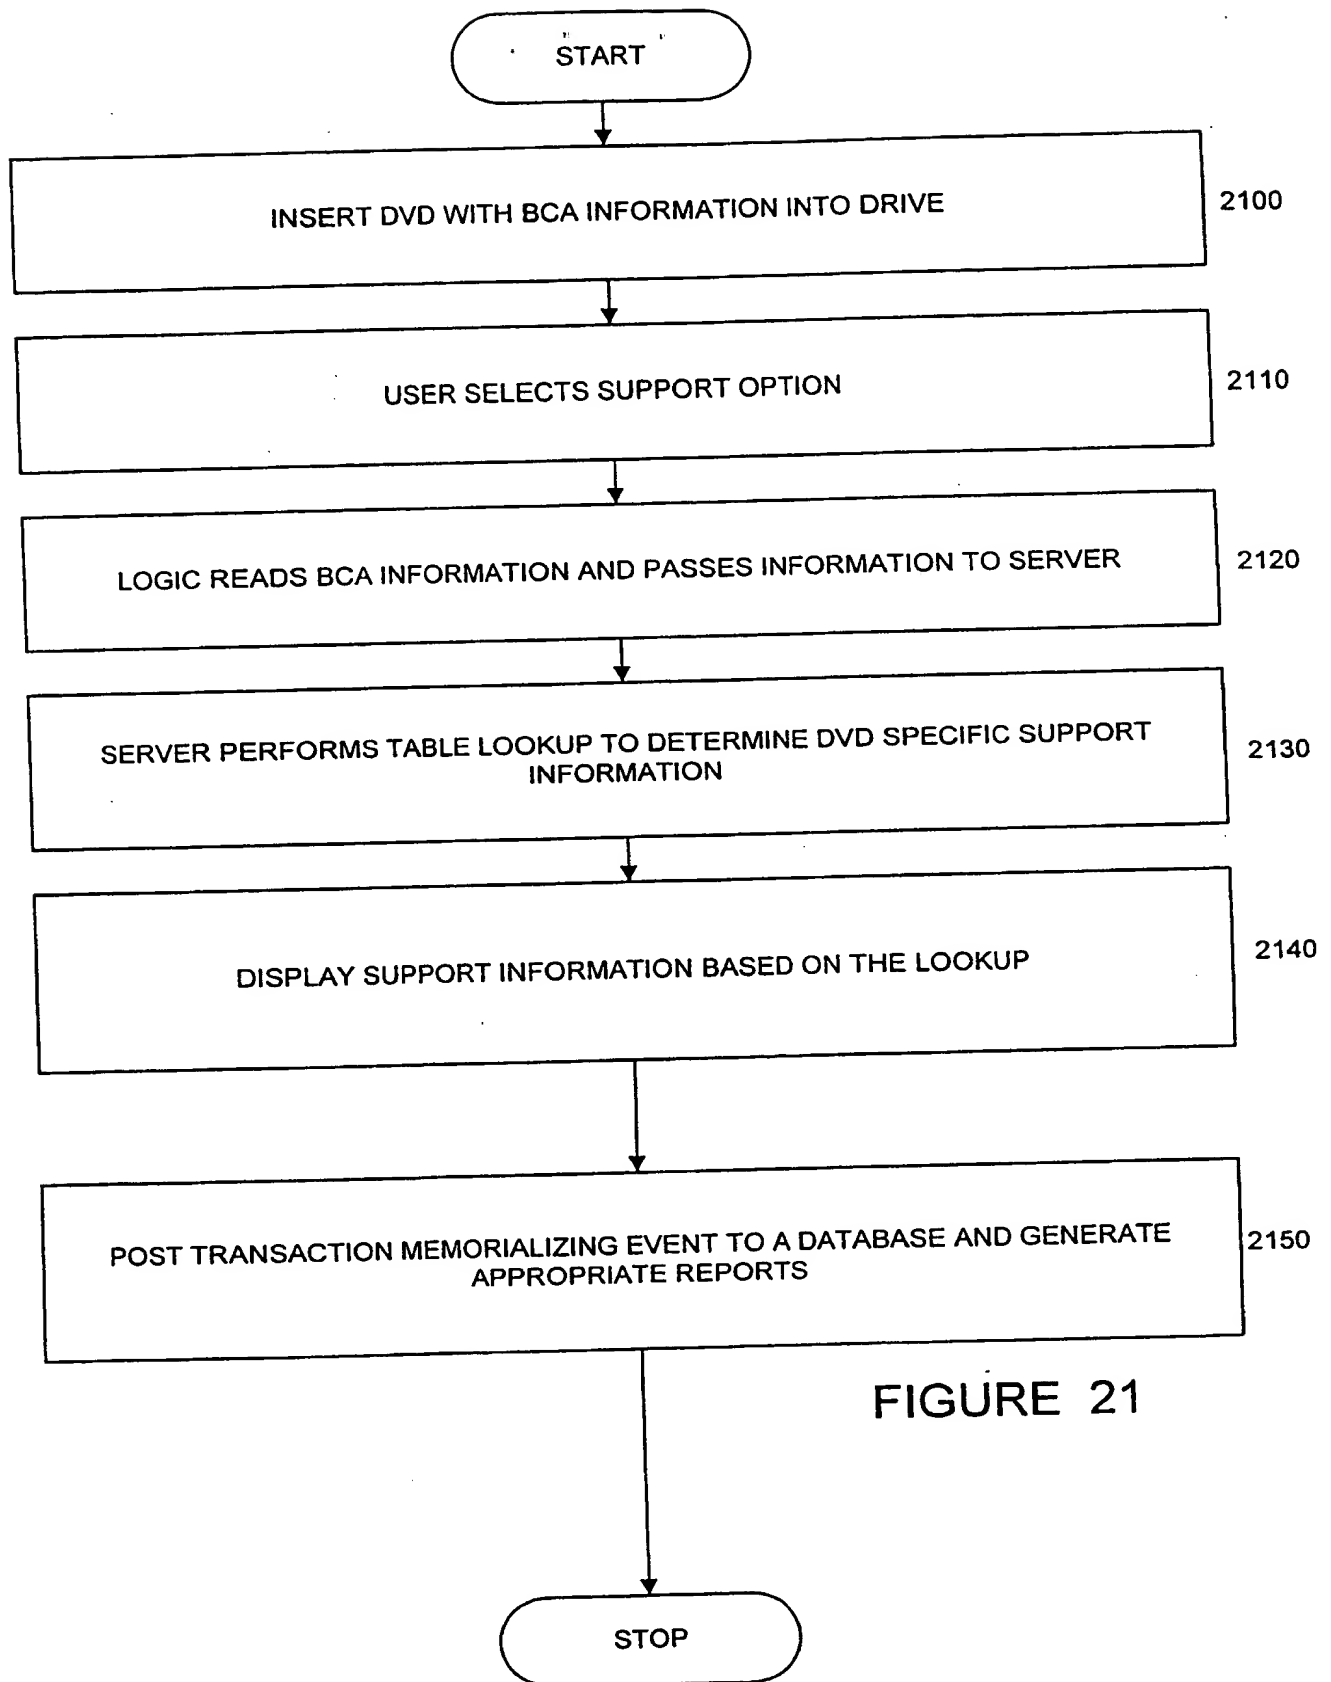 START
INSERT DVD WITH BCA INFORMATION INTO DRIVE
2100
USER SELECTS SUPPORT OPTION
2110
LOGIC READS BCA INFORMATION AND PASSES INFORMATION TO SERVER
2120
SERVER PERFORMS TABLE LOOKUP TO DETERMINE DVD SPECIFIC SUPPORT
INFORMATION
2130
DISPLAY SUPPORT INFORMATION BASED ON THE LOOKUP
2140
POST TRANSACTION MEMORIALIZING EVENT TO A DATABASE AND GENERATE
APPROPRIATE REPORTS
2150
FIGURE 21
STOP